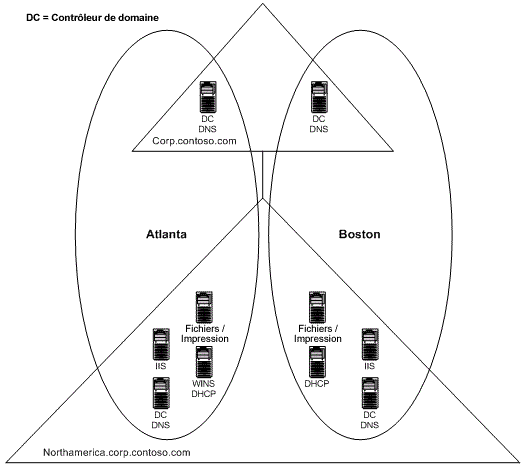 DC = Contrôleur de domaine
DC
DNS
DC
DNS
Corp.contoso.com
Atlanta
Boston
Fichiers /
Impression
Fichiers /
Impression
IIS
IIS
WINS
DHCP
DHCP
DC
DNS
DC
DNS
Northamerica.corp.contoso.com